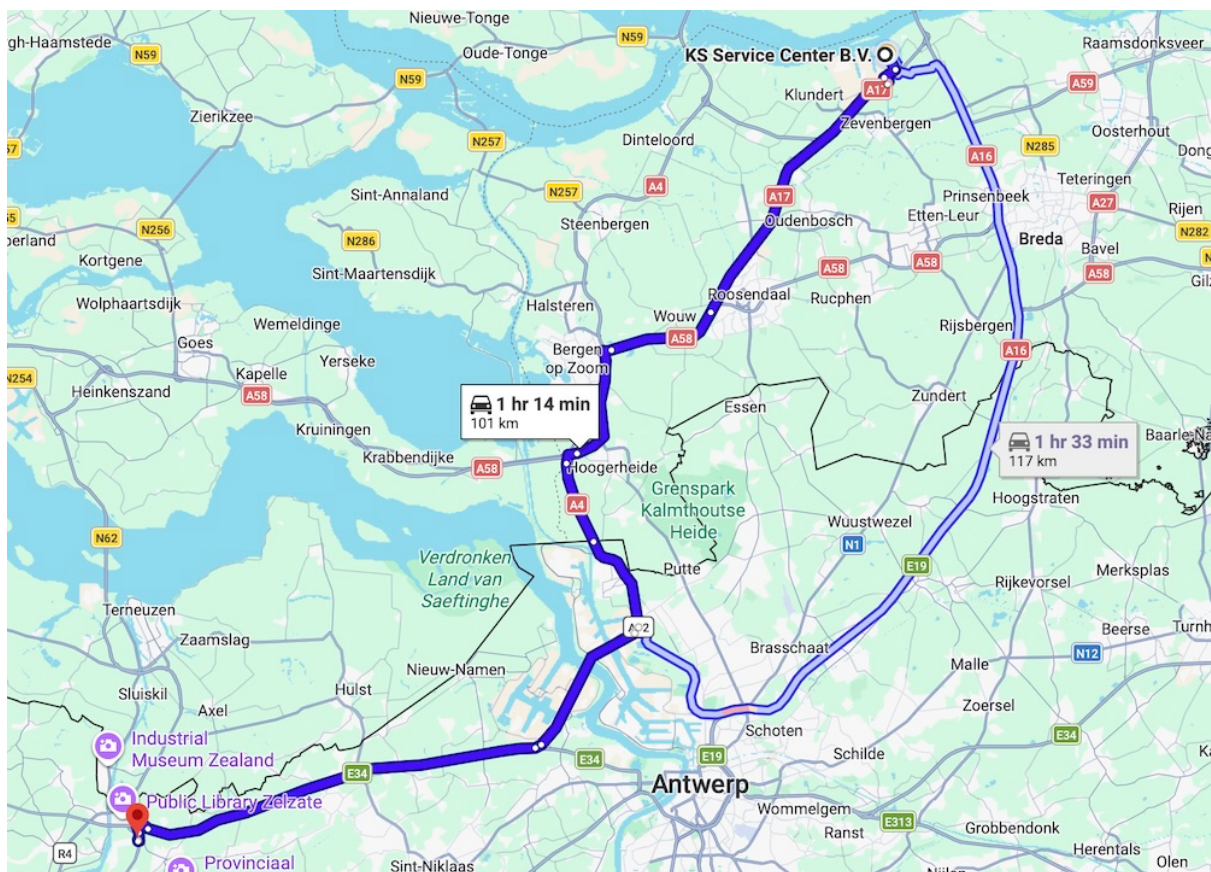 Nieuwe-Tonge
gh-Haamstede
N59
Oude-Tonge
N59
N59
KS Service Center B.V.
Raamsdonksveer
A59
Klundert
A17
Zierikzee
N257
Zevenbergen
Oosterhout
57
Dinteloord
N285
Dong
A16
N257
A4
Teteringen
Sint-Annaland
A17
Prinsenbeek
A27
Rijen
55
Steenbergen
Oudenbosch
Etten-Leur
N282
N256
Breda
perland
N286
Bavel
Kortgene
A58
A58
A58
Sint-Maartensdijk
Gilz
Roosendaal
Rucphen
Wolphaartsdijk
Halsteren
Wouw
Wemeldinge
Rijsbergen
A58
Goes
Yerseke
Bergen
op Zoom
A16
N254
Kapelle
Heinkenszand
A58
Zundert
1 hr 14 min
101 km
Essen
Kruiningen
1 hr 33 min
117 km
Baarle-Na
Krabbendijke
A58
Hoogerheide
Grenspark
Kalmthoutse
Heide
Hoogstraten
A4
Wuustwezel
N62
N1
Verdronken
Land van
Saeftinghe
Putte
E19
Merksplas
Rijkevorsel
Terneuzen
Zaamslag
Beerse
Turnh
Brasschaat
N12
Nieuw-Namen
Malle
Sluiskil
Hulst
Axel
Zoersel
Schoten
Industrial
Museum Zealand
E34
Schilde
E19
E34
E34
Antwerp
Public Library Zelzate
Wommelgem
E313
Grobbendonk
Ranst
R4
Herentals
Provinciaal
Sint-Niklaas
Olen
Nijlen